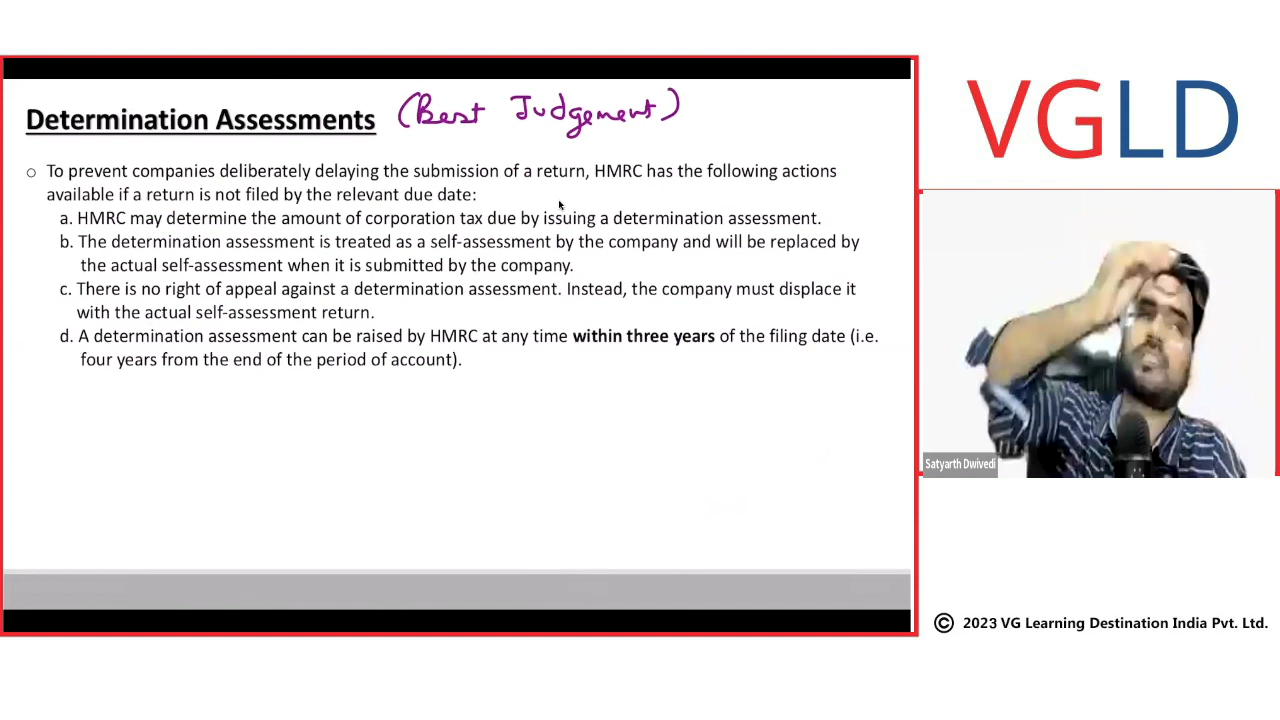 Determination Assessments (Best Judgement)
VGLD
○ To prevent companies deliberately delaying the submission of a return, HMRC has the following actions
available if a return is not filed by the relevant due date:
a. HMRC may determine the amount of corporation tax due by issuing a determination assessment.
b. The determination assessment is treated as a self-assessment by the company and will be replaced by
the actual self-assessment when it is submitted by the company.
c. There is no right of appeal against a determination assessment. Instead, the company must displace it
with the actual self-assessment return.
d. A determination assessment can be raised by HMRC at any time within three years of the filing date (i.e.
four years from the end of the period of account).
Satyarth Dwivedi
© 2023 VG Learning Destination India Pvt. Ltd.